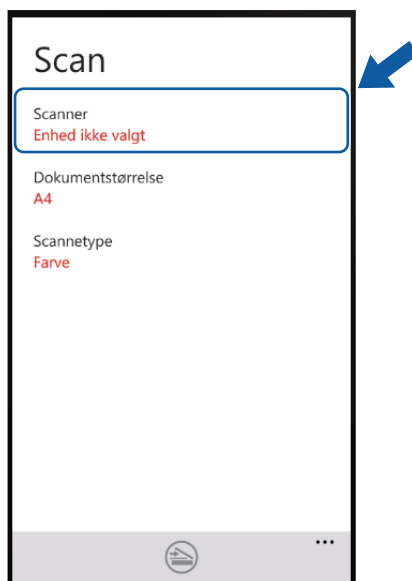 Scan
Scanner
Enhed ikke valgt
Dokumentstørrelse
A4
Scannetype
Farve
...